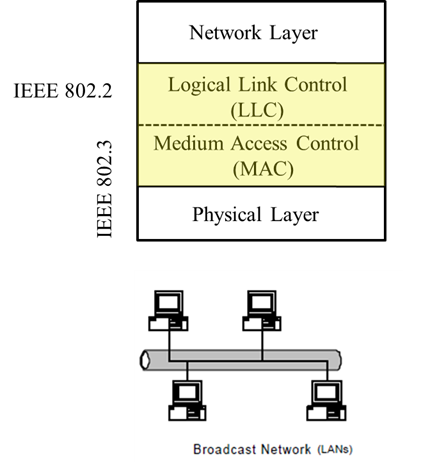 Network Layer
IEEE 802.2
Logical Link Control
(LLC)
IEEE 802.3
Medium Access Control
(MAC)
Physical Layer
Broadcast Network (LANs)